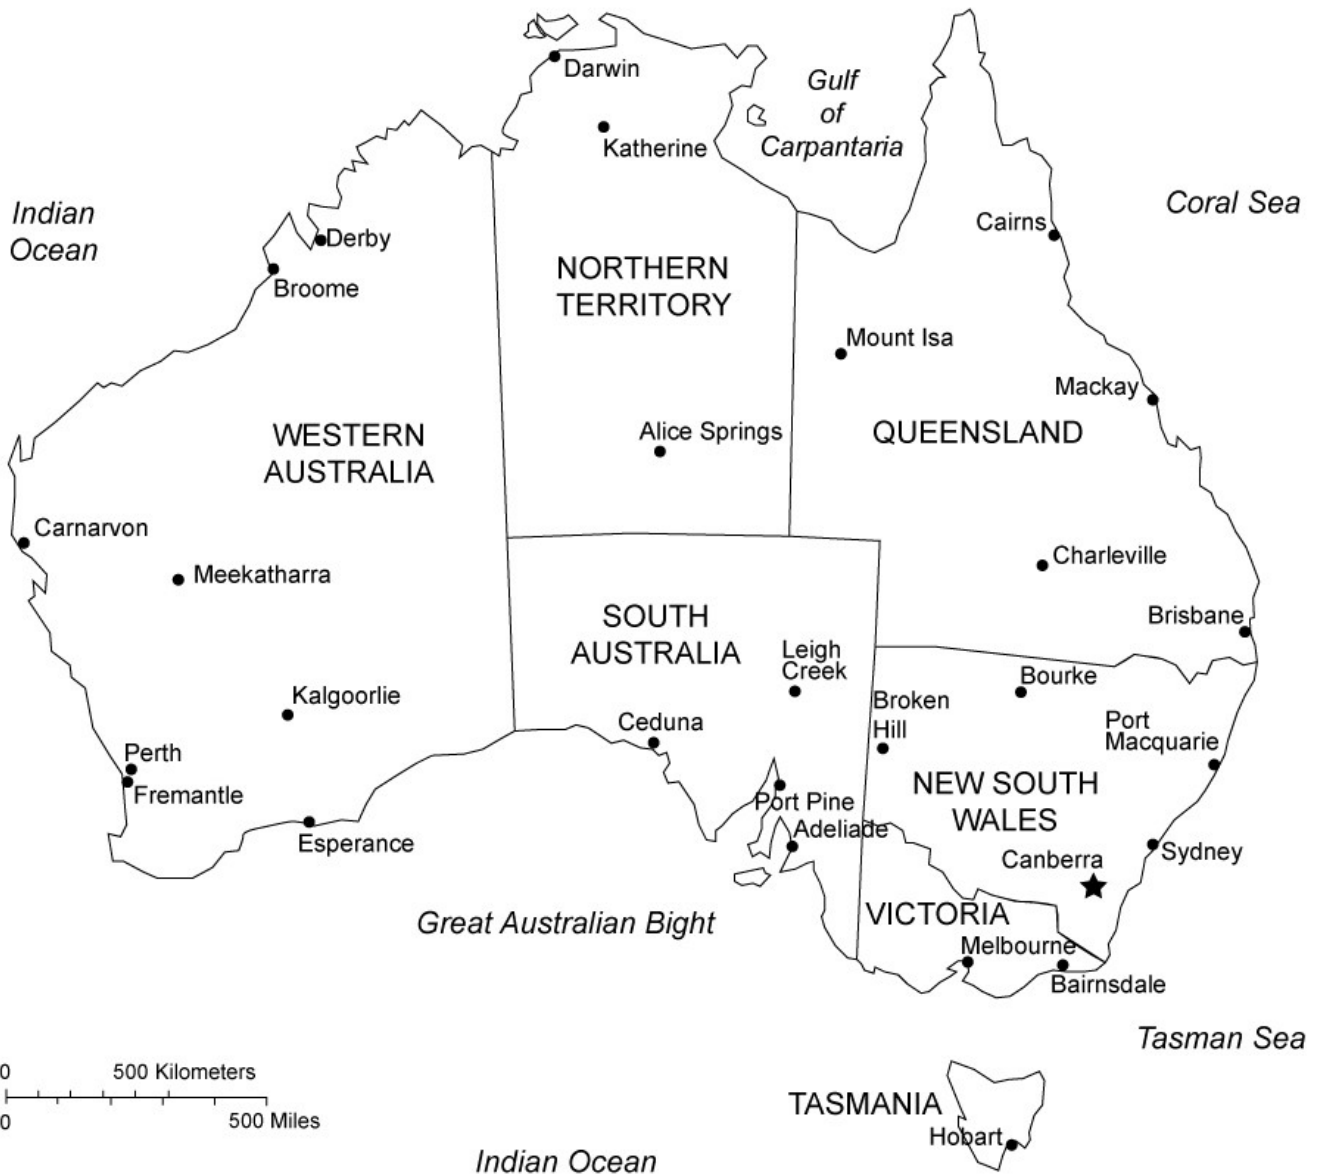 Darwin
Gulf
of
Carpantaria
Katherine
Indian
Ocean
Coral Sea
Cairns
Derby
Broome
NORTHERN
TERRITORY
Mount Isa
Mackay
WESTERN
AUSTRALIA
Alice Springs
QUEENSLAND
Carnarvon
Meekatharra
Charleville
SOUTH
AUSTRALIA
Brisbane
Leigh
Creek
Bourke
Kalgoorlie
Broken
Hill
Ceduna
Port
Macquarie
Perth
Fremantle
NEW SOUTH
WALES
Port Pine
Adeliade
Esperance
Sydney
Canberra
Great Australian Bight
VICTORIA
Melbourne
Bairnsdale
Tasman Sea
0
500 Kilometers
0
500 Miles
TASMANIA
Hobart
Indian Ocean